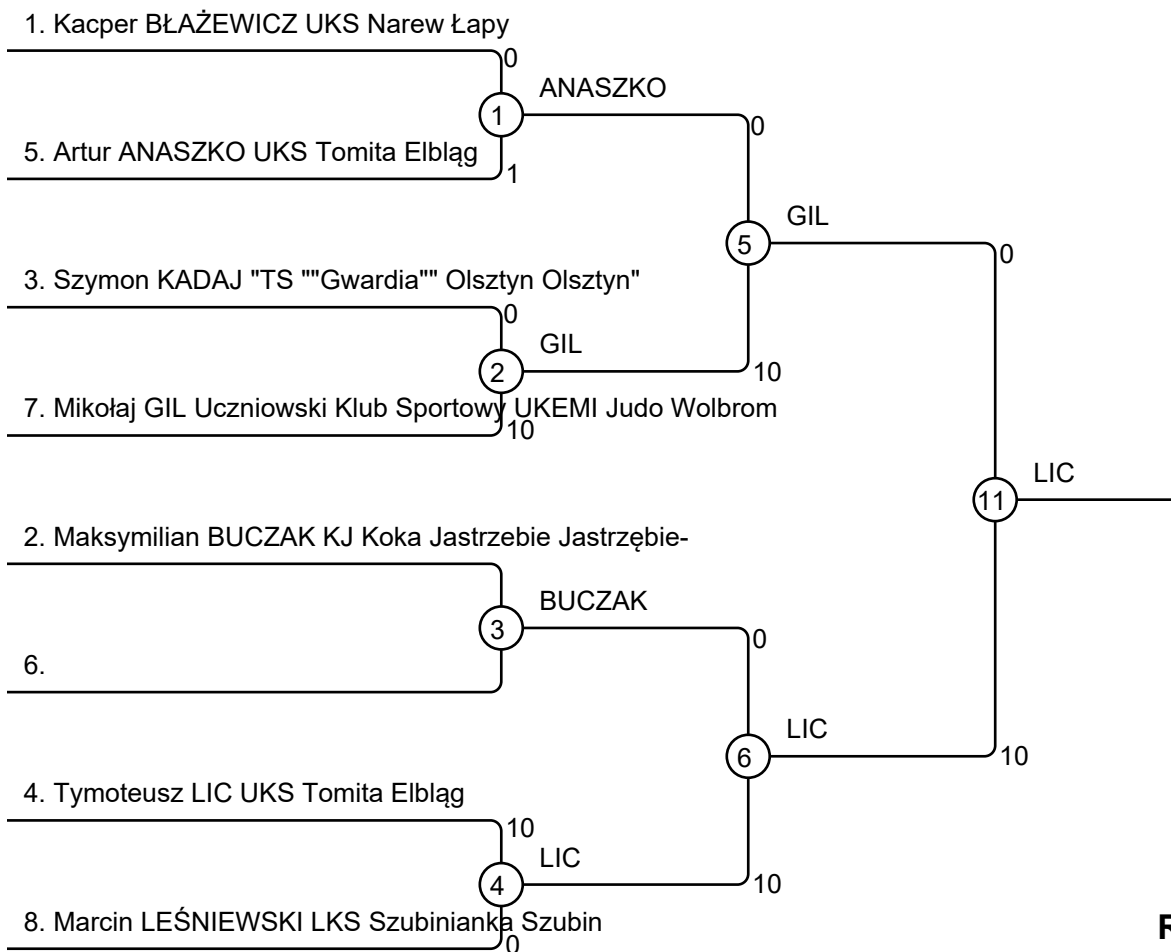 1. Kacper BŁAŻEWICZ UKS Narew Łapy
0
ANASZKO
1
0
5. Artur ANASZKO UKS Tomita Elbląg
1
GIL
5
0
3. Szymon KADAJ "TS ""Gwardia"" Olsztyn Olsztyn"
0
GIL
2
10
7. Mikołaj GIL Uczniowski Klub Sportowy UKEMI Judo Wolbrom
10
LIC
11
2. Maksymilian BUCZAK KJ Koka Jastrzebie Jastrzębie-
BUCZAK
3
0
6.
LIC
6
10
4. Tymoteusz LIC UKS Tomita Elbląg
10
LIC
4
10
8. Marcin LEŚNIEWSKI LKS Szubinianka Szubin
0
R